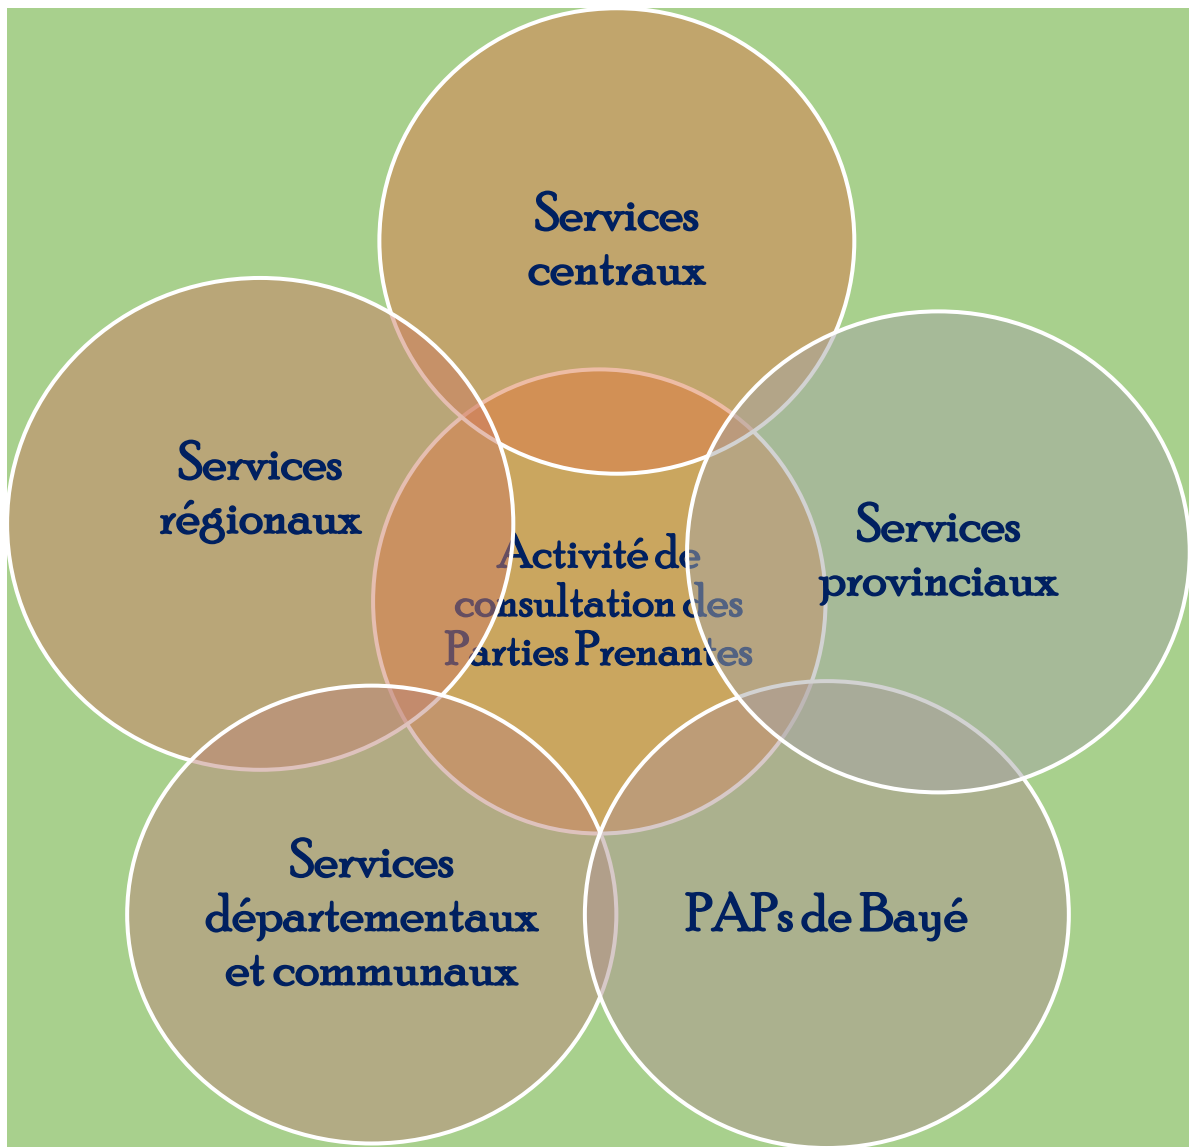 Services
centraux
Services
régionaux
Services
provinciaux
Activité de
consultation des
Parties Prenantes
Services
départementaux
et communaux
PAPs de Bayé